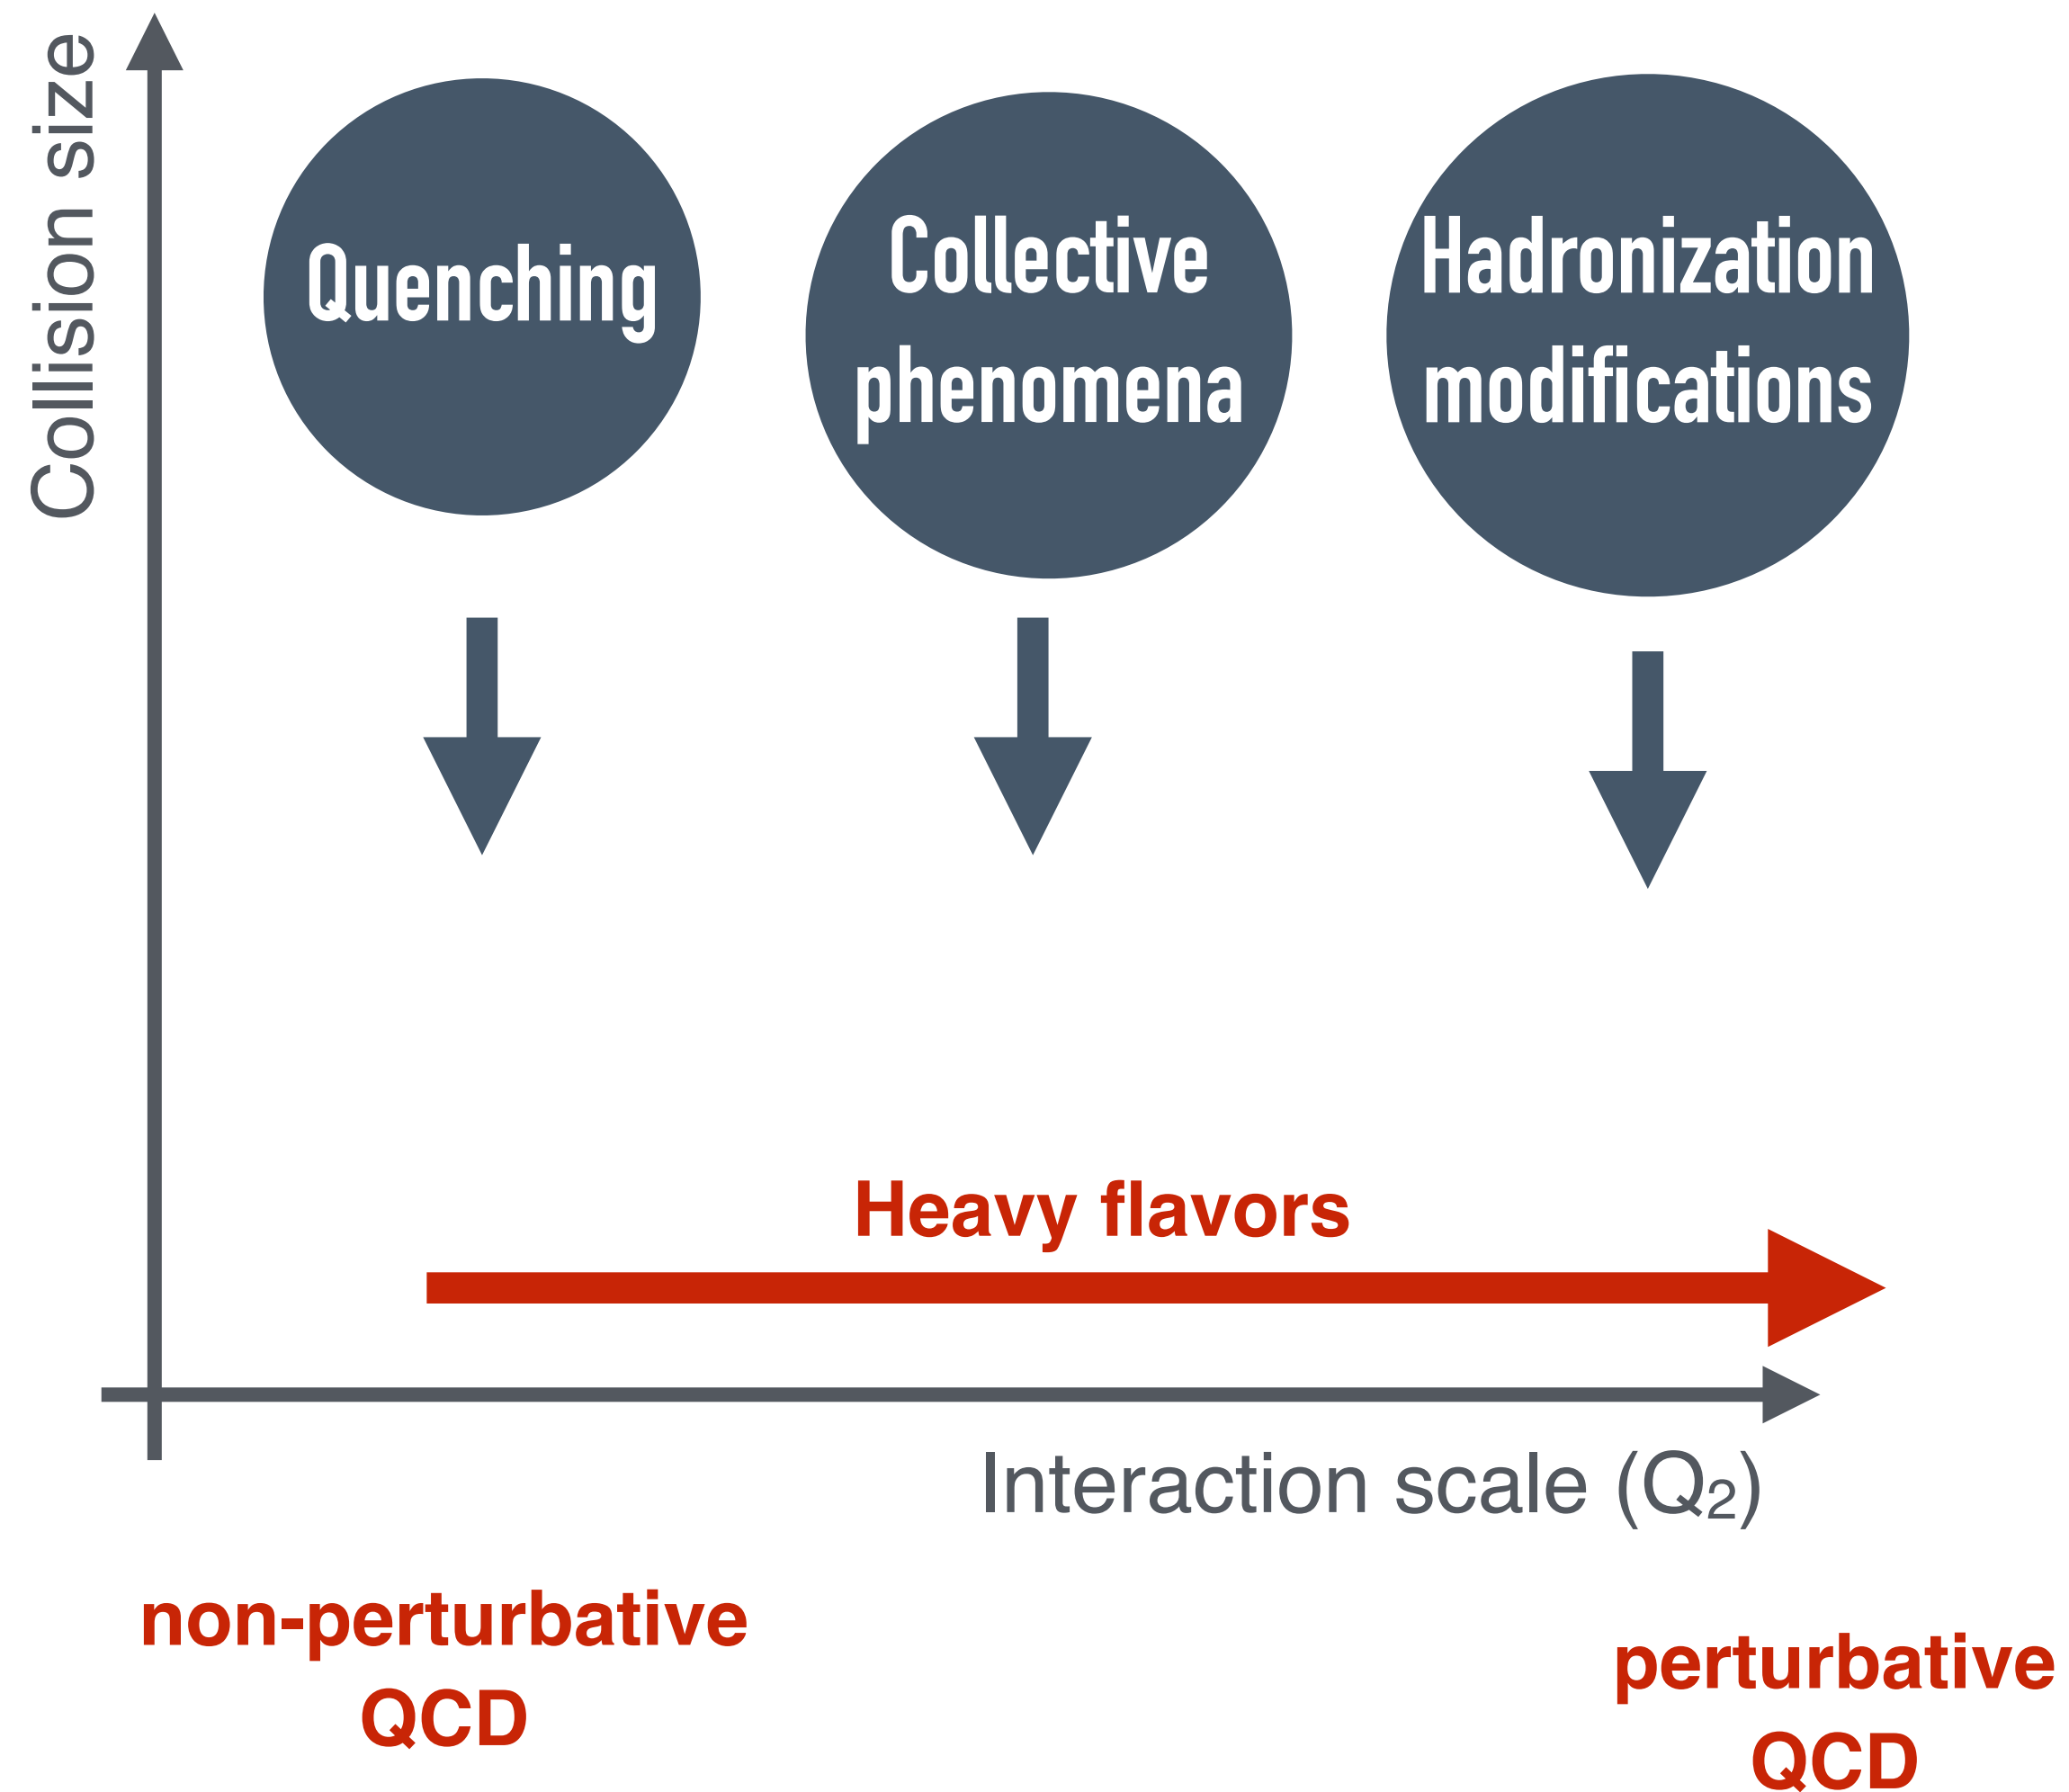 Collision size
Quenching
Collective
phenomena
Hadronization
modifications
Heavy flavors
Interaction scale (Q₂)
non-perturbative
QCD
perturbative
QCD